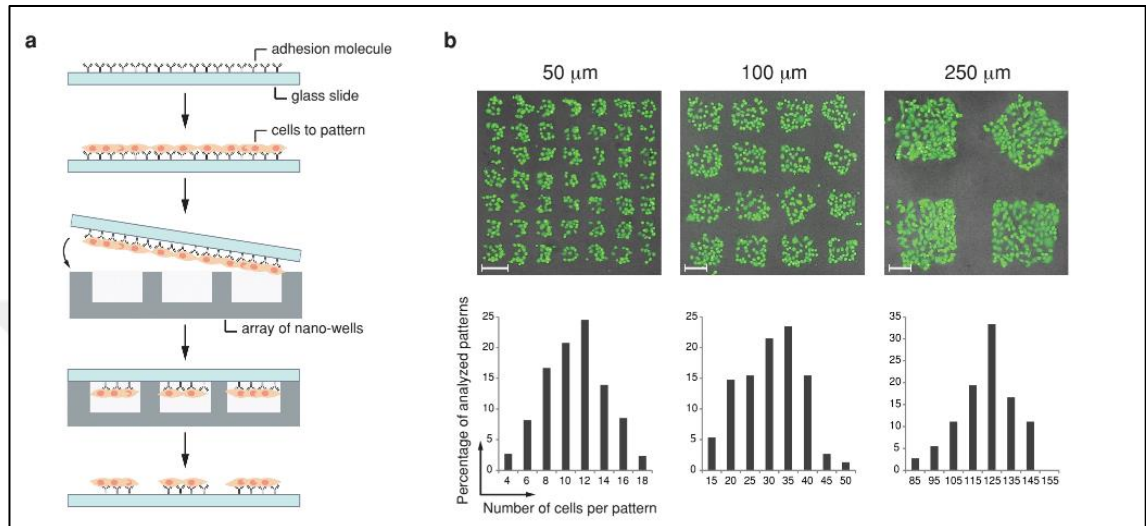 a
adhesion molecule
glass slide
cells to pattern
array of nano-wells
b
50 µm
100 µm
250 µm
Percentage of analyzed patterns
25
20
15
10
5
0
4 6 8 10 12 14 16 18
25
20
15
10
5
0
15 20 25 30 35 40 45 50
35
30
25
20
15
10
5
0
85 95 105 115 125 135 145 155
Number of cells per pattern